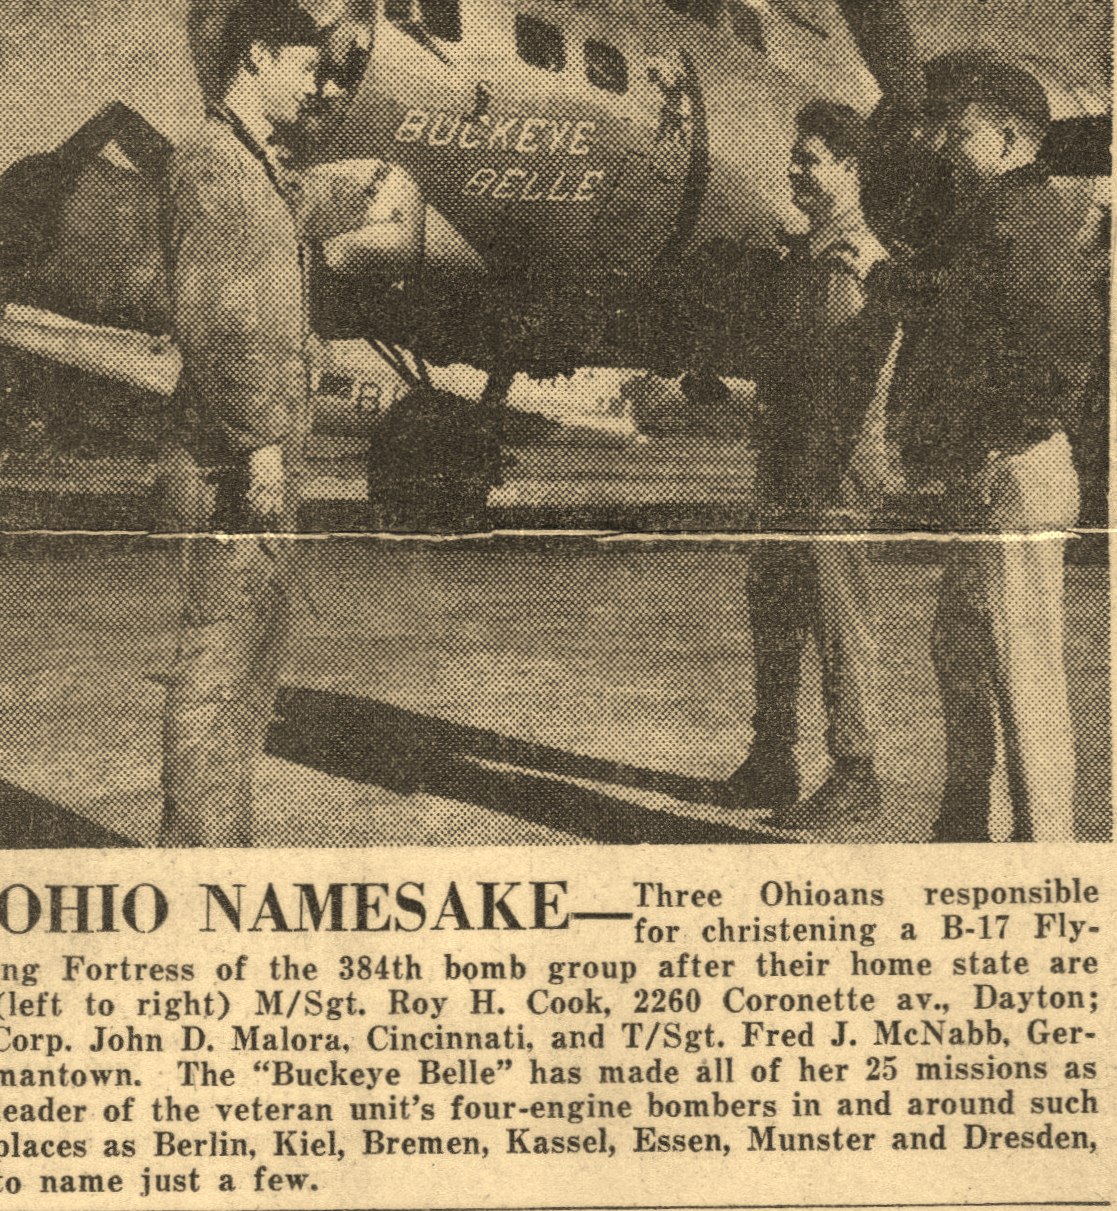 BUCKEYE
BELLE
B
OHIO NAMESAKE—Three Ohioans responsible
for christening a B-17 Fly-
ng Fortress of the 384th bomb group after their home state are
(left to right) M/Sgt. Roy H. Cook, 2260 Coronette av., Dayton;
Corp. John D. Malora, Cincinnati, and T/Sgt. Fred J. McNabb, Ger-
mantown. The “Buckeye Belle” has made all of her 25 missions as
leader of the veteran unit's four-engine bombers in and around such
places as Berlin, Kiel, Bremen, Kassel, Essen, Munster and Dresden,
to name just a few.